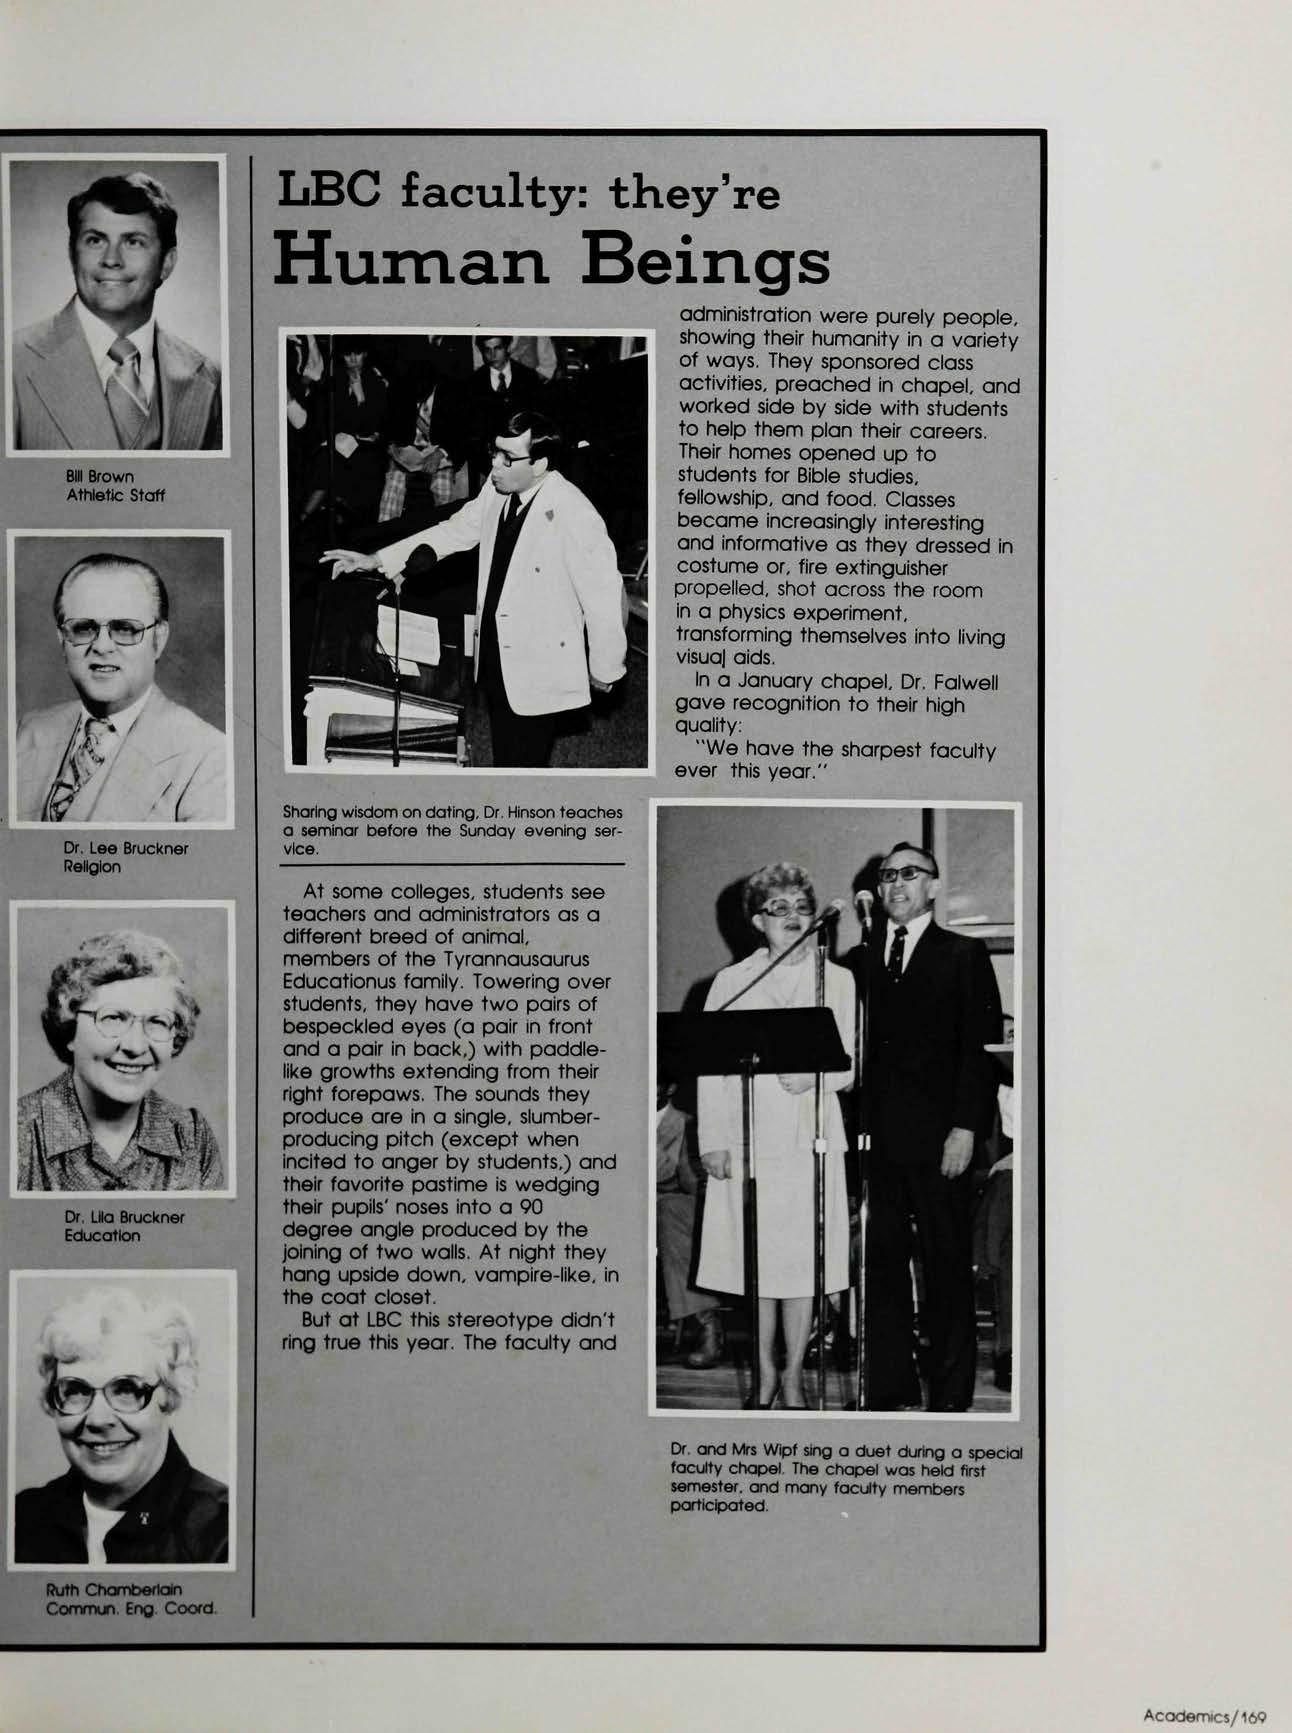 Bill Brown
Athletic Staff
Dr. Lee Bruckner
Religion
Dr. Lila Bruckner
Education
Ruth Chamberlain
Commun. Eng. Coord.
LBC faculty: they're
Human Beings
Sharing wisdom on dating, Dr. Hinson teaches
a seminar before the Sunday evening ser-
vice.
At some colleges, students see
teachers and administrators as a
different breed of animal,
members of the Tyrannausaurus
Educationus family. Towering over
students, they have two pairs of
bespeckled eyes (a pair in front
and a pair in back,) with paddle-
like growths extending from their
right forepaws. The sounds they
produce are in a single, slumber-
producing pitch (except when
incited to anger by students,) and
their favorite pastime is wedging
their pupils' noses into a 90
degree angle produced by the
joining of two walls. At night they
hang upside down, vampire-like, in
the coat closet.
But at LBC this stereotype didn't
ring true this year. The faculty and
administration were purely people,
showing their humanity in a variety
of ways. They sponsored class
activities, preached in chapel, and
worked side by side with students
to help them plan their careers.
Their homes opened up to
students for Bible studies,
fellowship, and food. Classes
became increasingly interesting
and informative as they dressed in
costume or, fire extinguisher
propelled, shot across the room
in a physics experiment,
transforming themselves into living
visual aids.
In a January chapel, Dr. Falwell
gave recognition to their high
quality:
"We have the sharpest faculty
ever this year."
Dr. and Mrs Wipf sing a duet during a special
faculty chapel. The chapel was held first
semester, and many faculty members
participated.
Academics/169